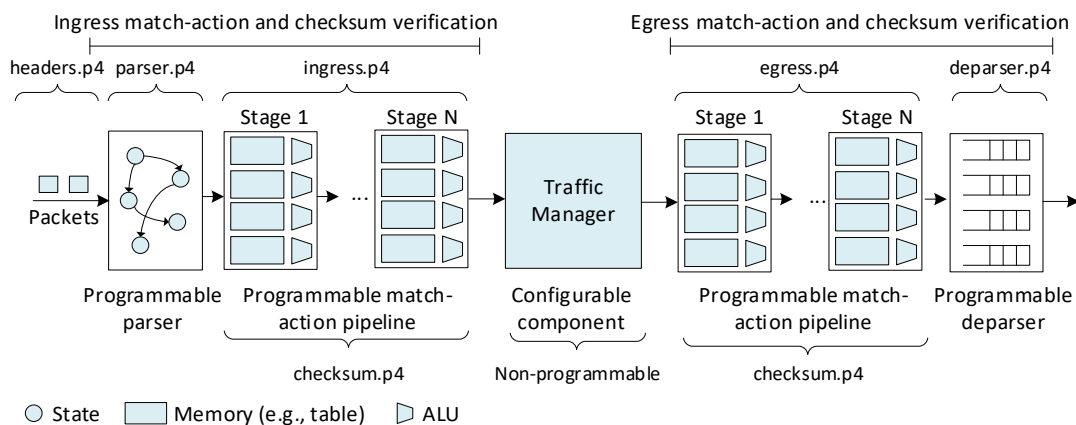 Ingress match-action and checksum verification
Egress match-action and checksum verification
headers.p4
parser.p4
ingress.p4
egress.p4
deparser.p4
Stage 1
Stage N
Stage 1
Stage N
Packets
...
Traffic
Manager
...
Programmable
parser
Programmable match-
action pipeline
Configurable
component
Programmable match-
action pipeline
Programmable
deparser
checksum.p4
Non-programmable
checksum.p4
State
Memory (e.g., table)
ALU